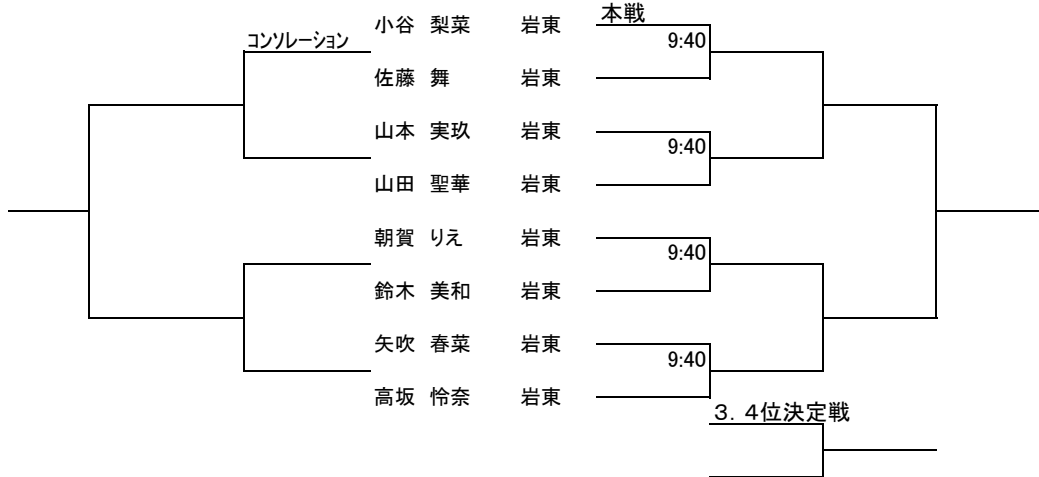 小谷 梨菜 岩東 本戦
コンソレーション 9:40
佐藤 舞 岩東
山本 実玖 岩東
9:40
山田 聖華 岩東
朝賀 りえ 岩東
9:40
鈴木 美和 岩東
矢吹 春菜 岩東
9:40
高坂 怜奈 岩東
3．4位決定戦